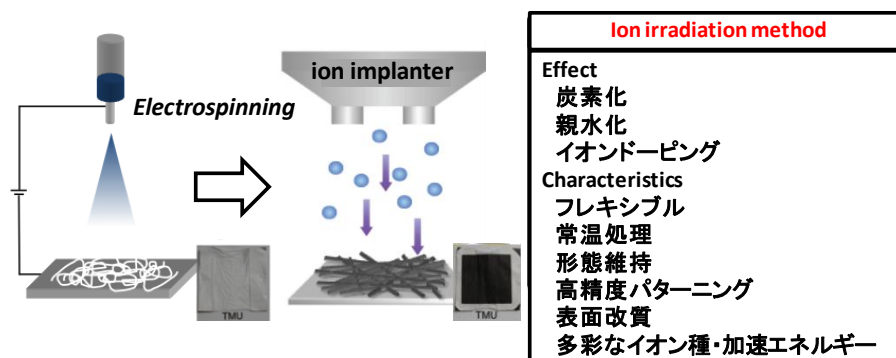 Electrospinning
TMU
ion implanter
TMU
Ion irradiation method
Effect
炭素化
親水化
イオンドーピング
Characteristics
フレキシブル
常温処理
形態維持
高精度パターニング
表面改質
多彩なイオン種・加速エネルギー